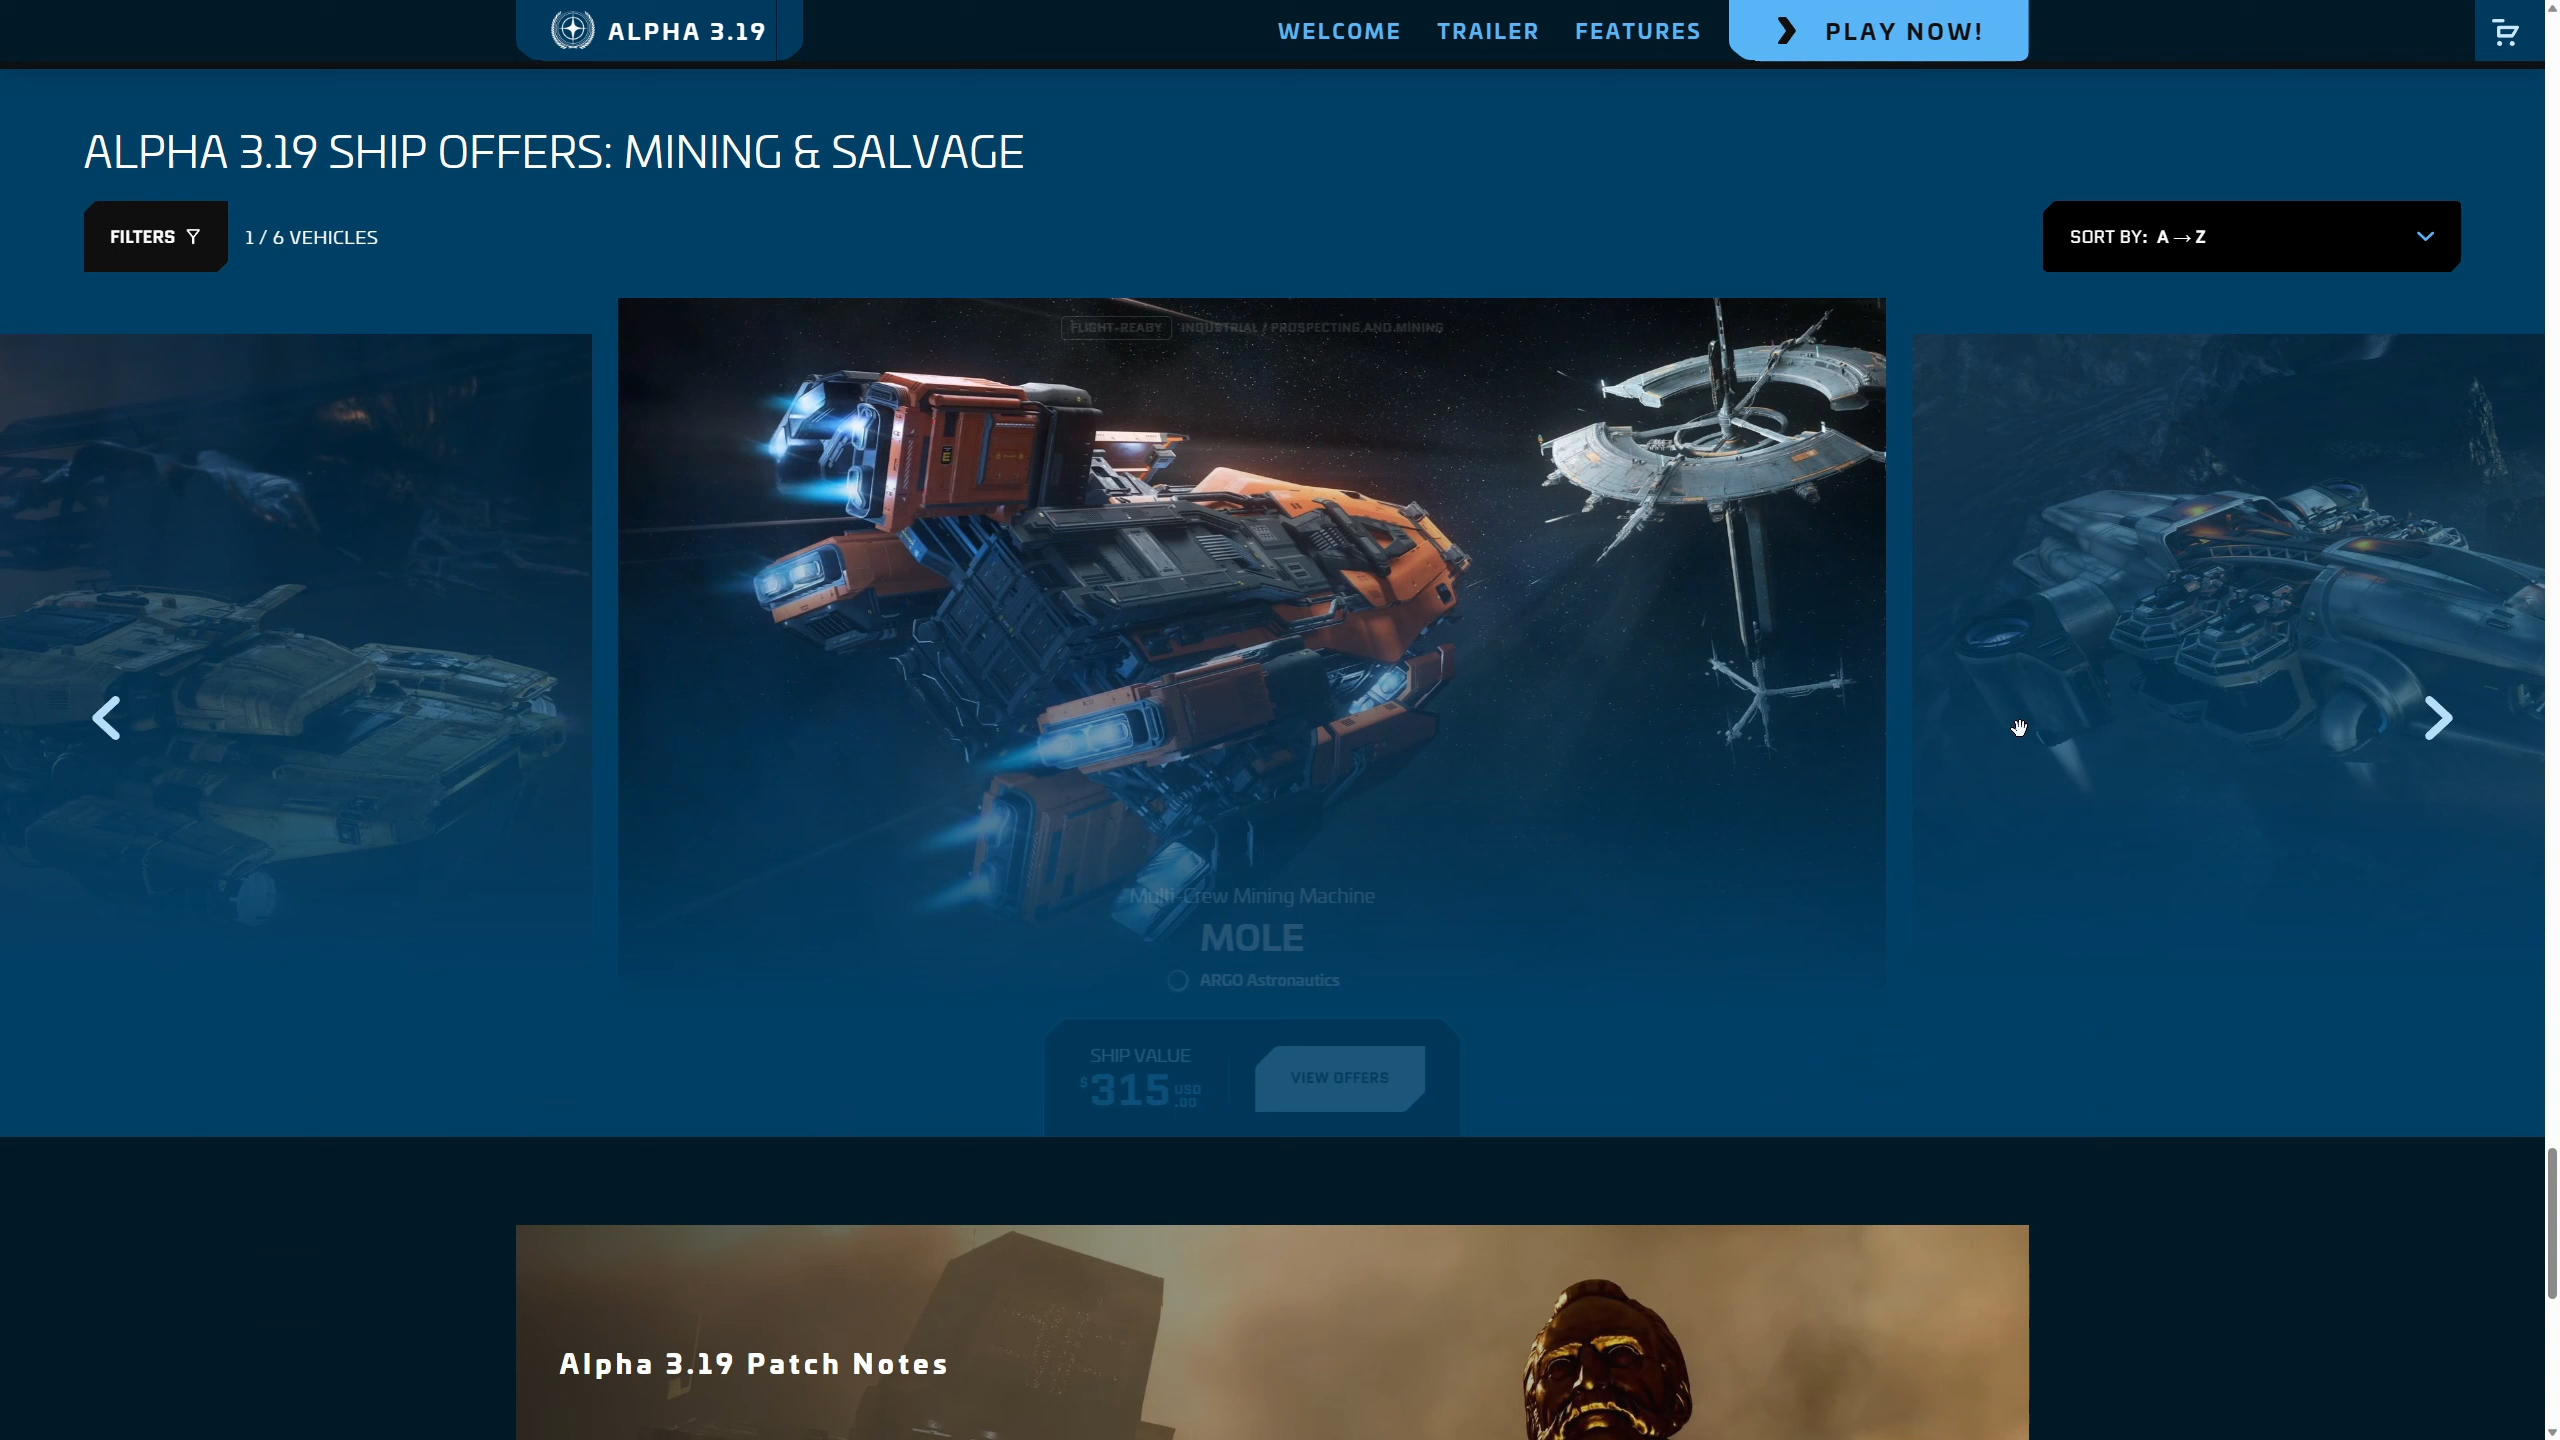 ALPHA 3.19
WELCOME TRAILER FEATURES PLAY NOW!
ALPHA 3.19 SHIP OFFERS: MINING & SALVAGE
FILTERS 1 / 6 VEHICLES
SORT BY: A→Z
FLIGHT-READY INDUSTRIAL / PROSPECTING AND MINING
Multi-Crew Mining Machine
MOLE
ARGO Astronautics
SHIP VALUE
$315 USD .00
VIEW OFFERS
Alpha 3.19 Patch Notes